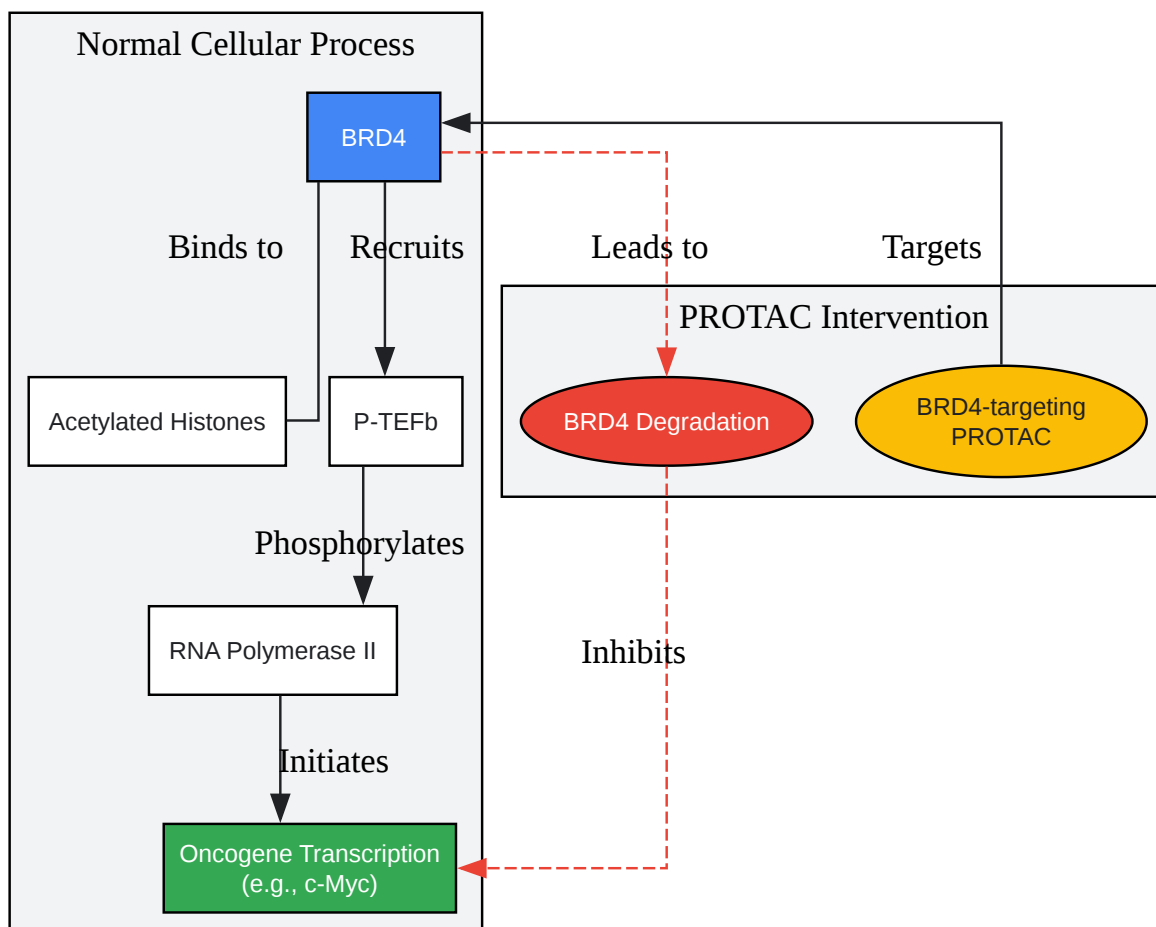 Normal Cellular Process
BRD4
Binds to
Recruits
Leads to
Targets
PROTAC Intervention
Acetylated Histones
P-TEFb
BRD4 Degradation
BRD4-targeting
PROTAC
Phosphorylates
RNA Polymerase II
Inhibits
Initiates
Oncogene Transcription
(e.g., c-Myc)